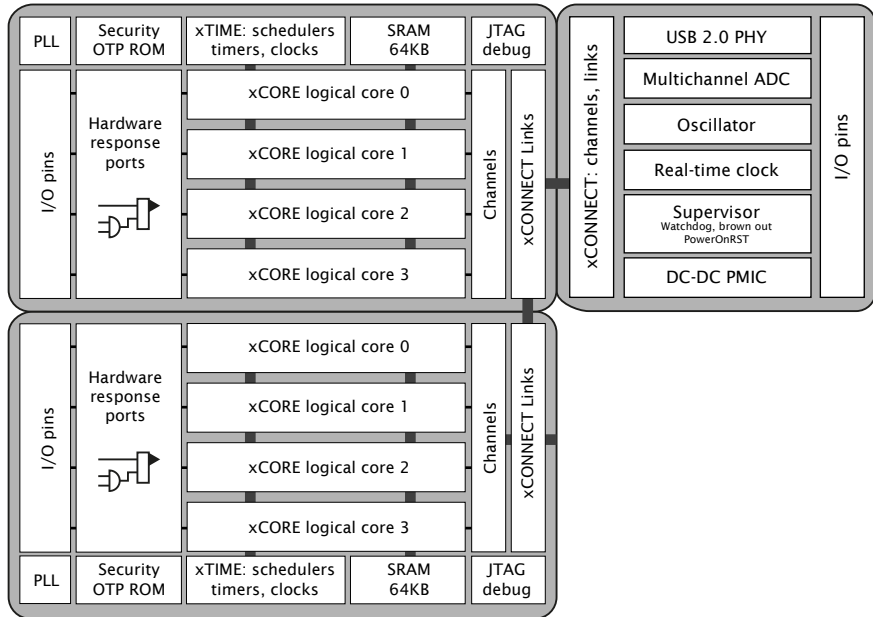 PLL
Security
OTP ROM
xTIME: schedulers
timers, clocks
SRAM
64KB
JTAG
debug
I/O pins
Hardware
response
ports
xCORE logical core 0
xCORE logical core 1
xCORE logical core 2
xCORE logical core 3
Channels
xCONNECT Links
xCONNECT: channels, links
USB 2.0 PHY
Multichannel ADC
Oscillator
Real-time clock
Supervisor
Watchdog, brown out
PowerOnRST
DC-DC PMIC
I/O pins
I/O pins
Hardware
response
ports
xCORE logical core 0
xCORE logical core 1
xCORE logical core 2
xCORE logical core 3
Channels
xCONNECT Links
PLL
Security
OTP ROM
xTIME: schedulers
timers, clocks
SRAM
64KB
JTAG
debug